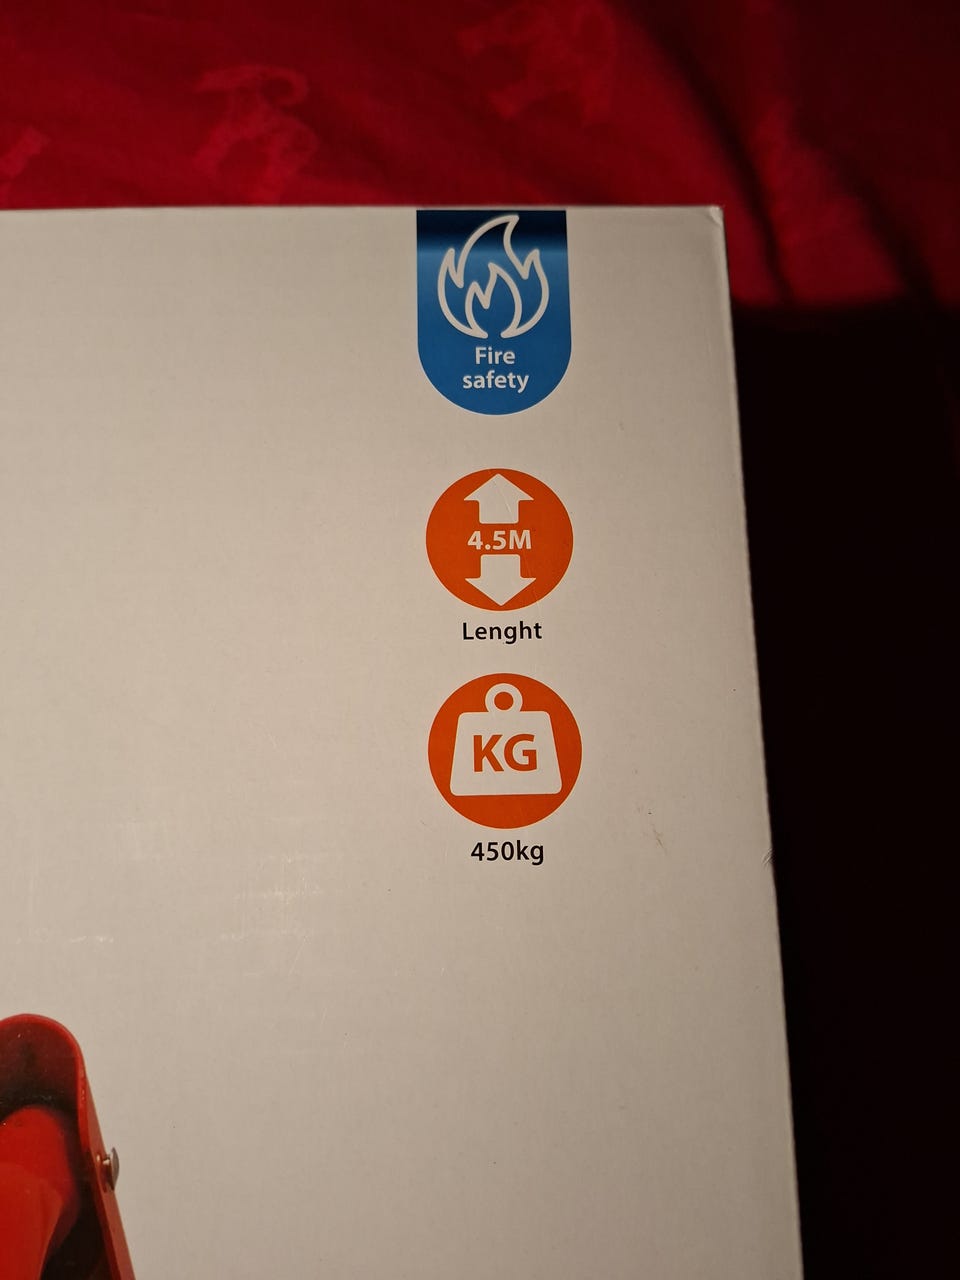 Fire
safety
4.5M
Lenght
KG
450kg